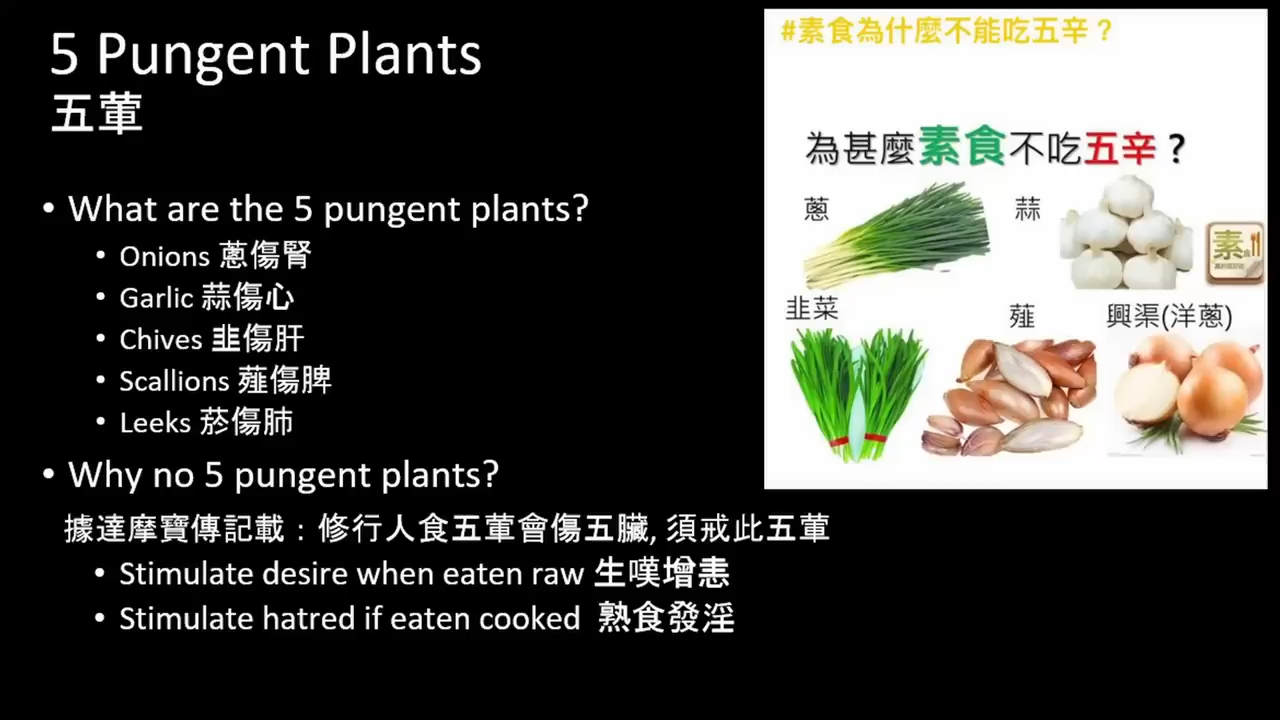 5 Pungent Plants
五葷
• What are the 5 pungent plants?
• Onions 蔥傷腎
• Garlic 蒜傷心
• Chives 韭傷肝
• Scallions 薤傷脾
• Leeks 菸傷肺
• Why no 5 pungent plants?
據達摩寶傳記載：修行人食五葷會傷五臟, 須戒此五葷
• Stimulate desire when eaten raw 生嘆增恚
• Stimulate hatred if eaten cooked 熟食發淫
#素食為什麼不能吃五辛？
為甚麼素食不吃五辛？
蔥
蒜
素食
韭菜
薤
興渠(洋蔥)